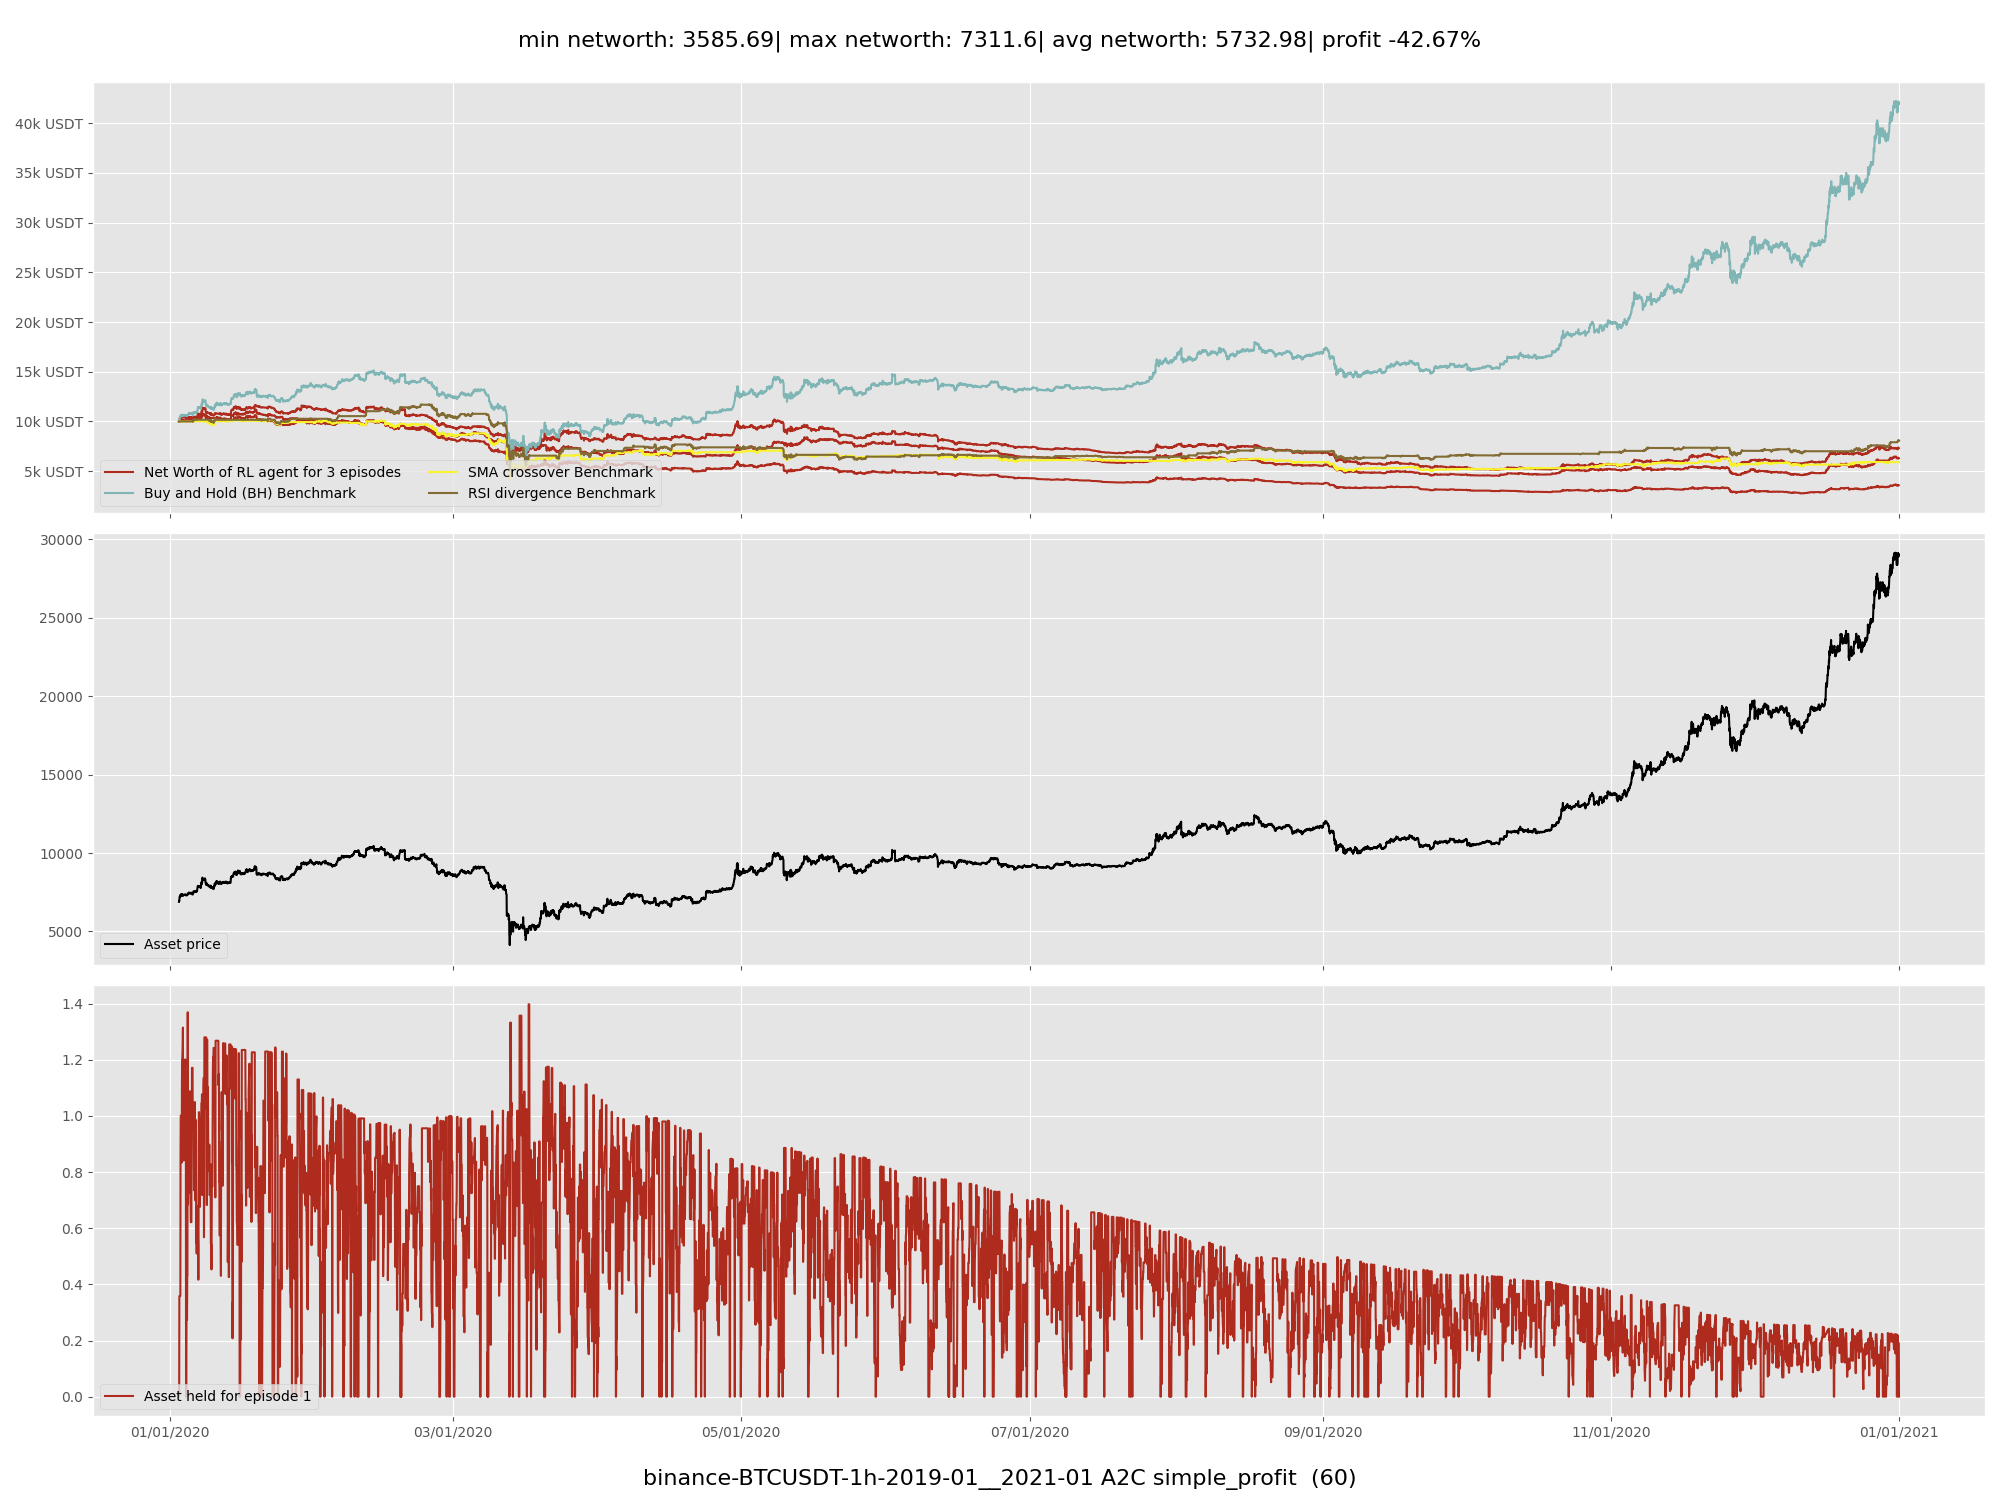 min networth: 3585.69| max networth: 7311.6| avg networth: 5732.98| profit -42.67%
40k USDT
35k USDT
30k USDT
25k USDT
20k USDT
15k USDT
10k USDT
5k USDT
Net Worth of RL agent for 3 episodes
Buy and Hold (BH) Benchmark
SMA crossover Benchmark
RSI divergence Benchmark
30000
25000
20000
15000
10000
5000
Asset price
1.4
1.2
1.0
0.8
0.6
0.4
0.2
0.0
Asset held for episode 1
01/01/2020 03/01/2020 05/01/2020 07/01/2020 09/01/2020 11/01/2020 01/01/2021
binance-BTCUSDT-1h-2019-01__2021-01 A2C simple_profit  (60)